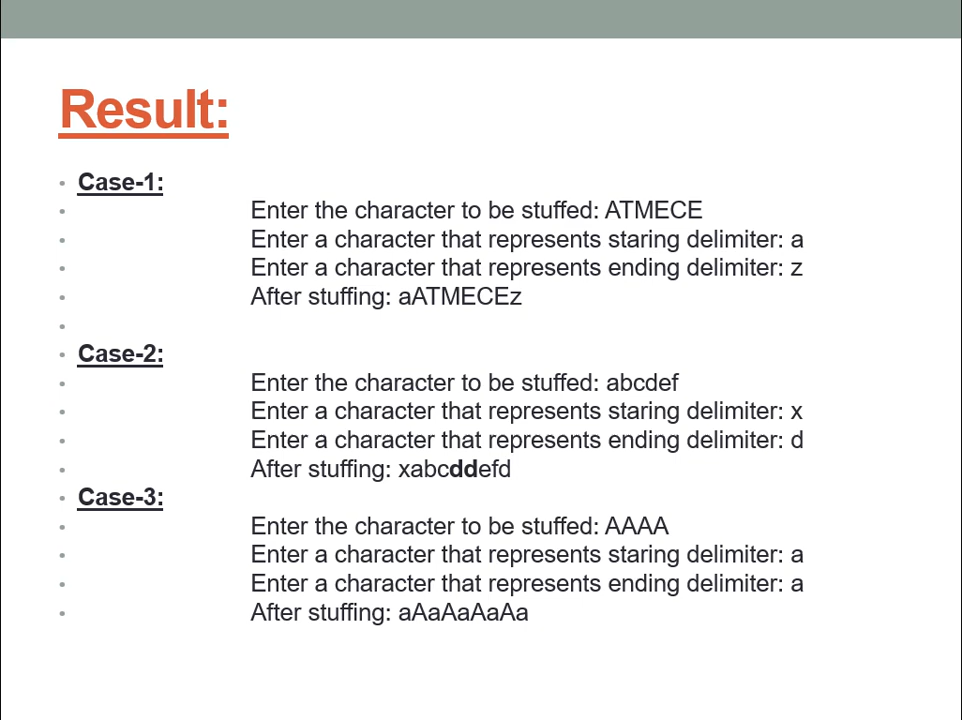 Result:
Case-1:
Enter the character to be stuffed: ATMECE
Enter a character that represents staring delimiter: a
Enter a character that represents ending delimiter: z
After stuffing: aATMECEz
Case-2:
Enter the character to be stuffed: abcdef
Enter a character that represents staring delimiter: x
Enter a character that represents ending delimiter: d
After stuffing: xabcddefd
Case-3:
Enter the character to be stuffed: AAAA
Enter a character that represents staring delimiter: a
Enter a character that represents ending delimiter: a
After stuffing: aAaAaAaAa